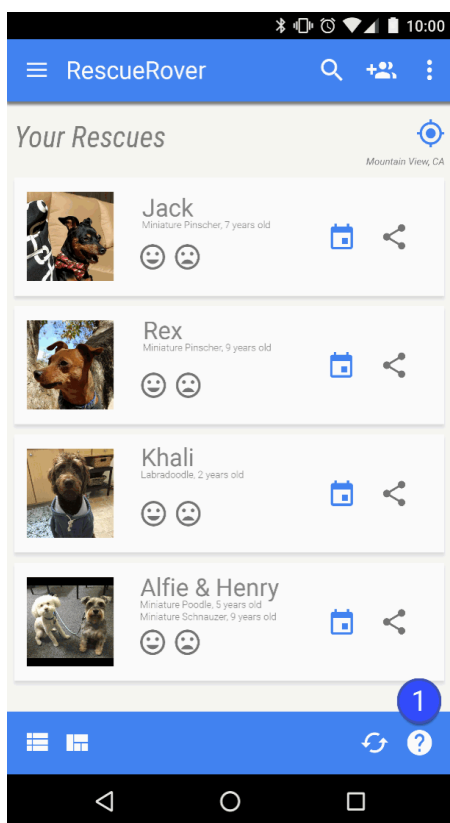 10:00
RescueRover
Your Rescues
Mountain View, CA
Jack
Miniature Pinscher, 7 years old
Rex
Miniature Pinscher, 9 years old
Khali
Labradoodle, 2 years old
Alfie & Henry
Miniature Poodle, 5 years old
Miniature Schnauzer, 9 years old
1